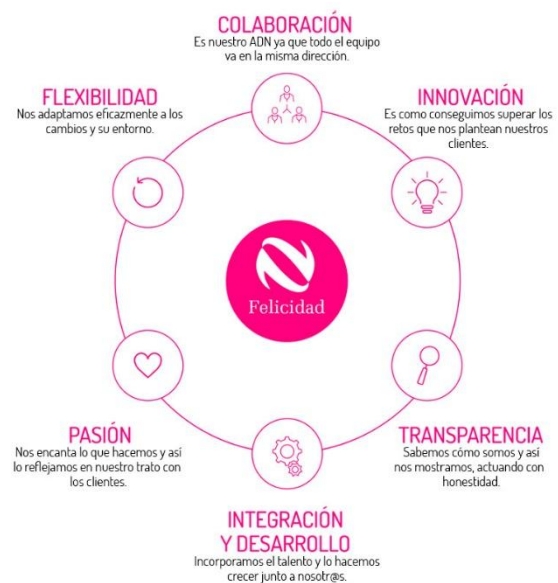 COLABORACIÓN
Es nuestro ADN ya que todo el equipo
va en la misma dirección.
FLEXIBILIDAD
Nos adaptamos eficazmente a los
cambios y su entorno.
INNOVACIÓN
Es como conseguimos superar los
retos que nos plantean nuestros
clientes.
Felicidad
PASIÓN
Nos encanta lo que hacemos y así
lo reflejamos en nuestro trato con
los clientes.
TRANSPARENCIA
Sabemos cómo somos y así
nos mostramos, actuando con
honestidad.
INTEGRACIÓN
Y DESARROLLO
Incorporamos el talento y lo hacemos
crecer junto a nosotr@s.